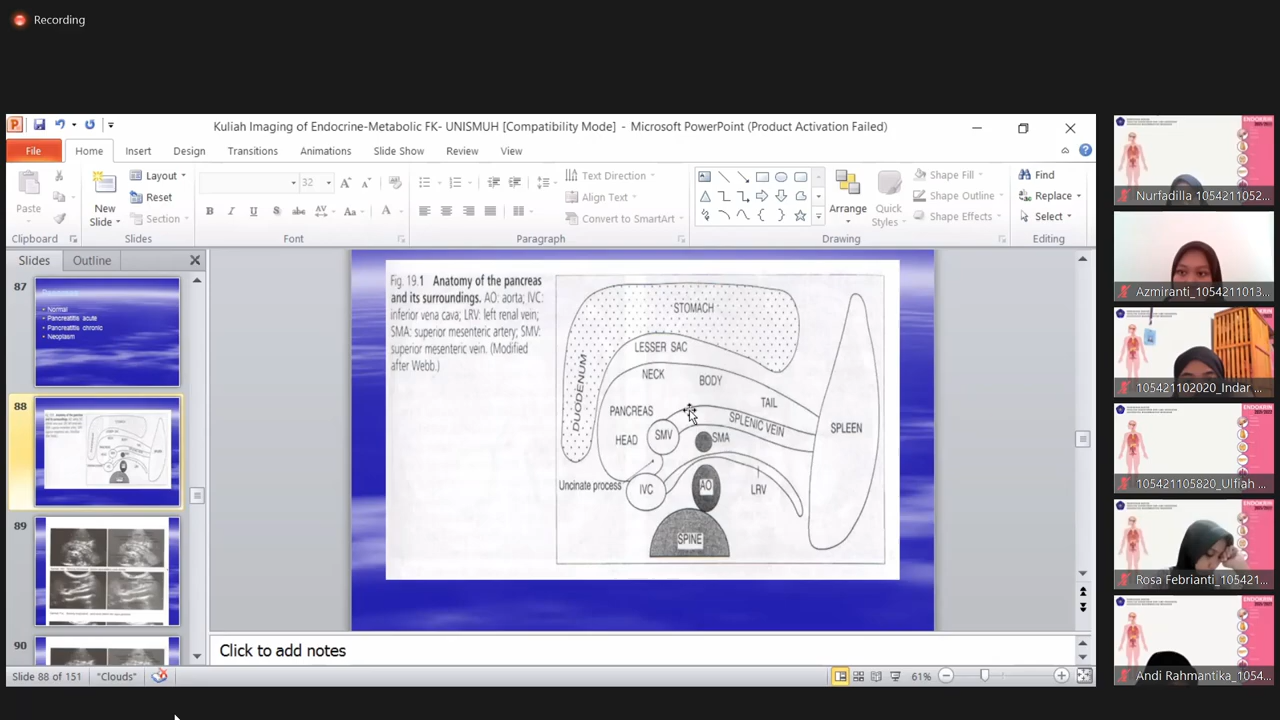 Recording
Kuliah Imaging of Endocrine-Metabolic FK- UNISMUH [Compatibility Mode] - Microsoft PowerPoint (Product Activation Failed)
File Home Insert Design Transitions Animations Slide Show Review View
Paste
Clipboard
New Slide
Layout
Reset
Section
Slides
32
B I U S abe AV Aa A
Font
Text Direction
Align Text
Convert to SmartArt
Paragraph
Arrange
Quick Styles
Shape Fill
Shape Outline
Shape Effects
Drawing
Find
Replace
Select
Editing
Slides Outline
87
Normal
Pancreatitis acute
Pancreatitis chronic
Neoplasm
88
89
90
Fig. 19.1 Anatomy of the pancreas
and its surroundings. AO: aorta; IVC:
inferior vena cava; LRV: left renal vein;
SMA: superior mesenteric artery; SMV:
superior mesenteric vein. (Modified
after Webb.)
STOMACH
LESSER SAC
DUODENUM
NECK
BODY
TAIL
PANCREAS
SPLENIC VEIN
SPLEEN
HEAD
SMV
SMA
Uncinate process
IVC
AO
LRV
SPINE
Click to add notes
Slide 88 of 151
"Clouds"
61%
ENDOKRIN
Nurfadilla 1054211052...
Azmiranti_1054211013...
105421102020_Indar ...
105421105820_Ulfiah ...
Rosa Febrianti_105421...
Andi Rahmantika_1054...